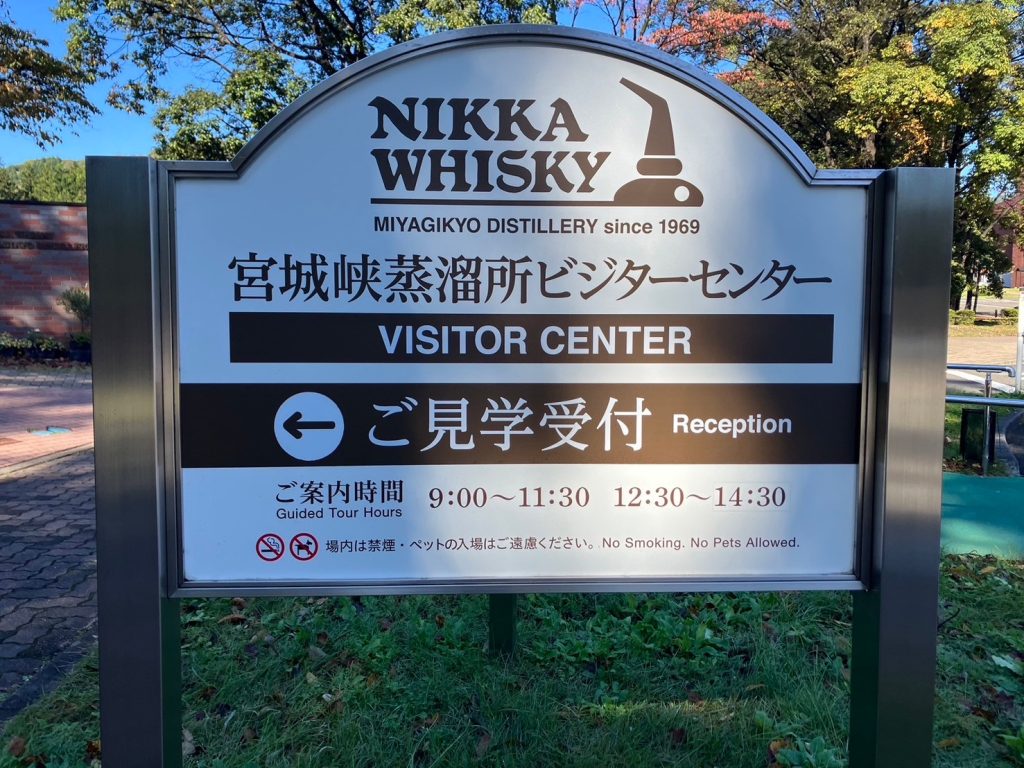 NIKKA
WHISKY
MIYAGIKYO DISTILLERY since 1969
宮城峡蒸溜所ビジターセンター
VISITOR CENTER
ご見学受付 Reception
ご案内時間 9:00～11:30 12:30～14:30
Guided Tour Hours
場内は禁煙・ペットの入場はご遠慮ください。No Smoking. No Pets Allowed.